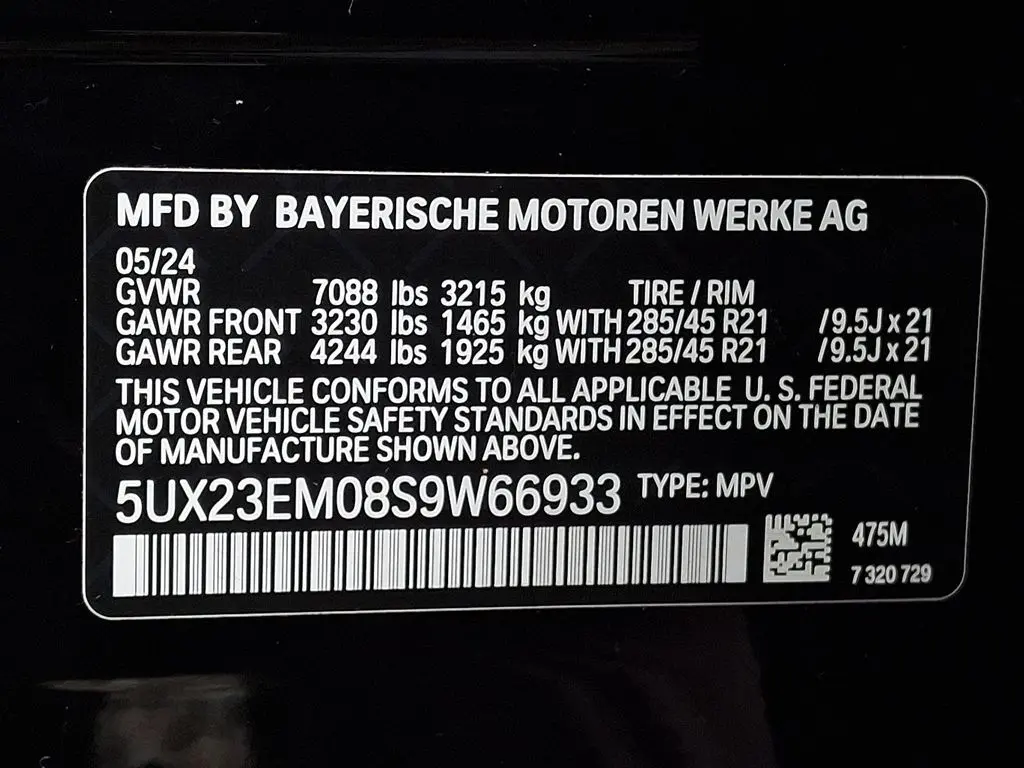 MFD BY BAYERISCHE MOTOREN WERKE AG
05/24
GVWR 7088 lbs 3215 kg TIRE / RIM
GAWR FRONT 3230 lbs 1465 kg WITH 285/45 R21 /9.5J x 21
GAWR REAR 4244 lbs 1925 kg WITH 285/45 R21 /9.5J x 21
THIS VEHICLE CONFORMS TO ALL APPLICABLE U. S. FEDERAL
MOTOR VEHICLE SAFETY STANDARDS IN EFFECT ON THE DATE
OF MANUFACTURE SHOWN ABOVE.
5UX23EM08S9W66933 TYPE: MPV
475M
7 320 729